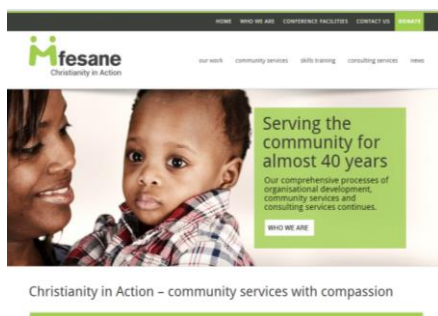 HOME WHO WE ARE CONFERENCE FACILITIES CONTACT US DONATE
Mfesane
Christianity in Action
our work community services skills training consulting services news
Serving the
community for
almost 40 years
Our comprehensive processes of
organisational development,
community services and
consulting services continues.
WHO WE ARE
Christianity in Action – community services with compassion